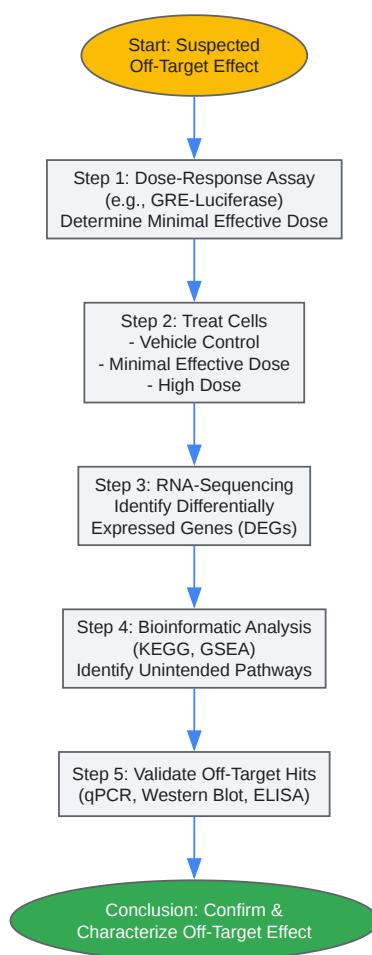 Start: Suspected
Off-Target Effect
Step 1: Dose-Response Assay
(e.g., GRE-Luciferase)
Determine Minimal Effective Dose
Step 2: Treat Cells
- Vehicle Control
- Minimal Effective Dose
- High Dose
Step 3: RNA-Sequencing
Identify Differentially
Expressed Genes (DEGs)
Step 4: Bioinformatic Analysis
(KEGG, GSEA)
Identify Unintended Pathways
Step 5: Validate Off-Target Hits
(qPCR, Western Blot, ELISA)
Conclusion: Confirm &
Characterize Off-Target Effect